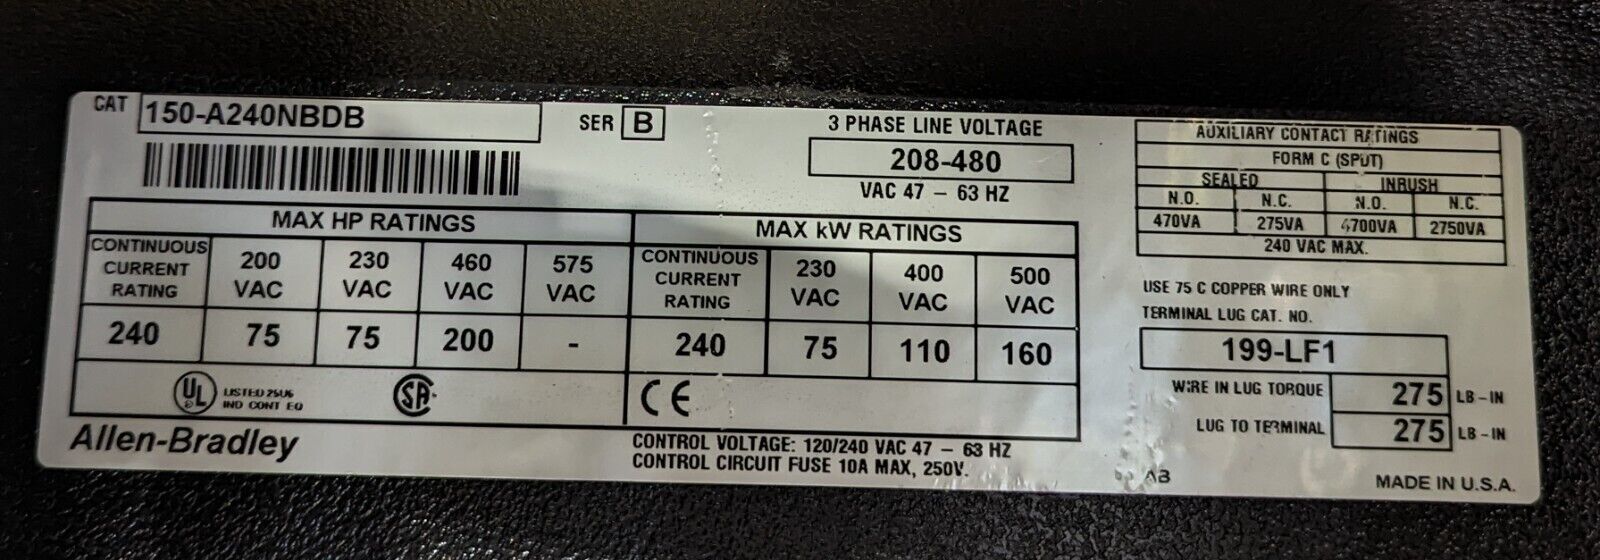 CAT 150-A240NBDB
SER B
3 PHASE LINE VOLTAGE
208-480
VAC 47 – 63 HZ
MAX HP RATINGS
CONTINUOUS CURRENT RATING 200 VAC 230 VAC 460 VAC 575 VAC
240 75 75 200 -
MAX kW RATINGS
CONTINUOUS CURRENT RATING 230 VAC 400 VAC 500 VAC
240 75 110 160
UL LISTED 25U6
IND CONT EQ
SA
CE
Allen-Bradley
CONTROL VOLTAGE: 120/240 VAC 47 – 63 HZ
CONTROL CIRCUIT FUSE 10A MAX, 250V.
AUXILIARY CONTACT RATINGS
FORM C (SPDT)
SEALED INRUSH
N.O. N.C. N.O. N.C.
470VA 275VA 4700VA 2750VA
240 VAC MAX.
USE 75 C COPPER WIRE ONLY
TERMINAL LUG CAT. NO.
199-LF1
WIRE IN LUG TORQUE 275 LB – IN
LUG TO TERMINAL 275 LB – IN
AB
MADE IN U.S.A.